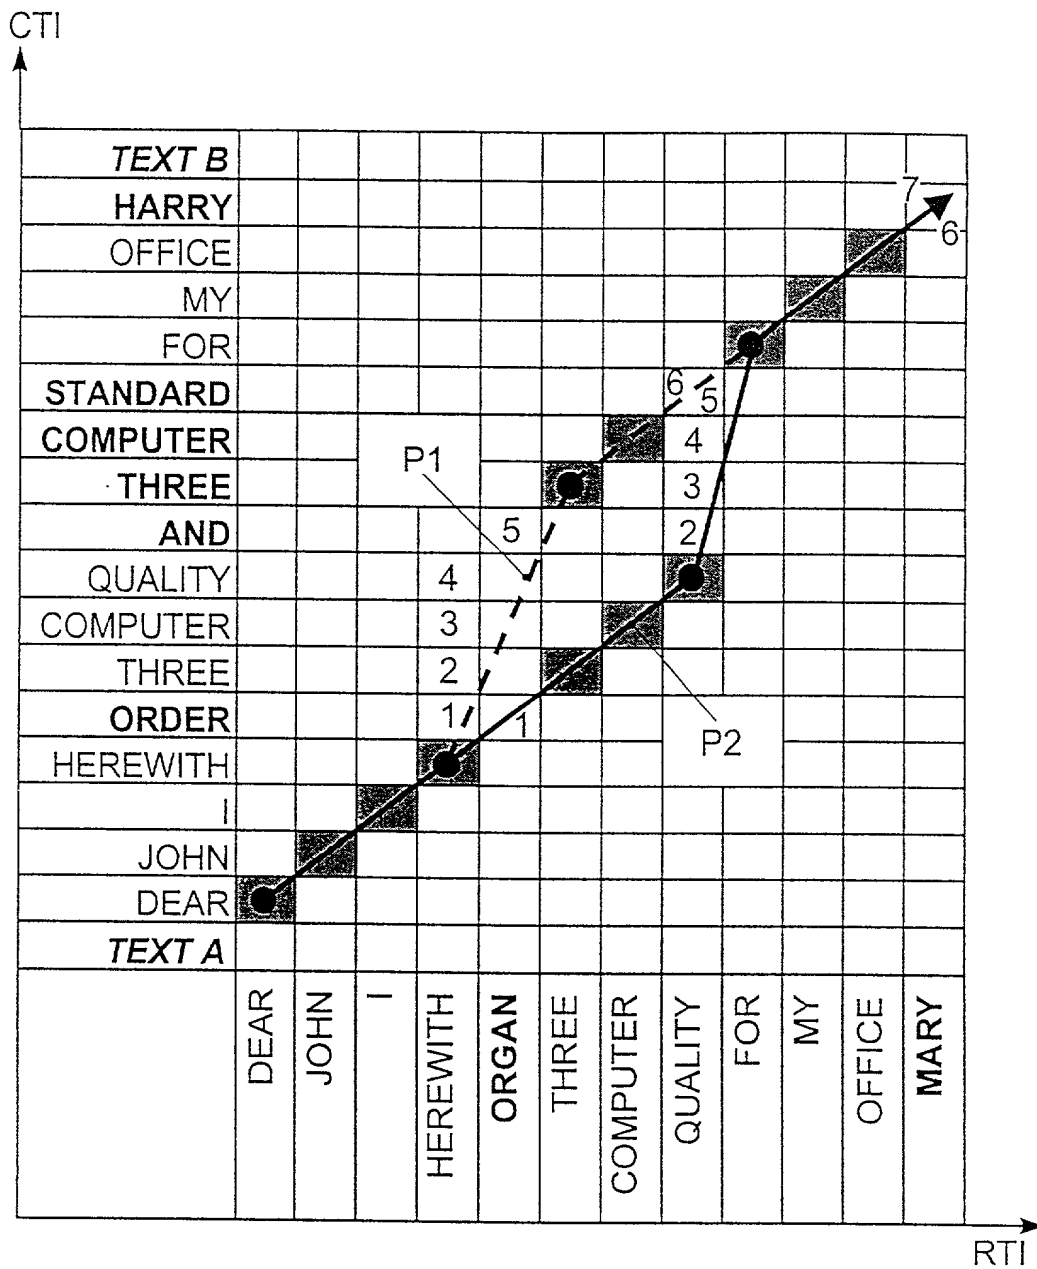 CTI
TEXT B
7
HARRY
6
OFFICE
MY
FOR
STANDARD 6 5
COMPUTER 4
P1
THREE 3
AND 5 2
QUALITY 4
COMPUTER 3
THREE 2
ORDER 1 1
P2
HEREWITH
I
JOHN
DEAR
TEXT A
DEAR
JOHN
I
HEREWITH
ORGAN
THREE
COMPUTER
QUALITY
FOR
MY
OFFICE
MARY
RTI